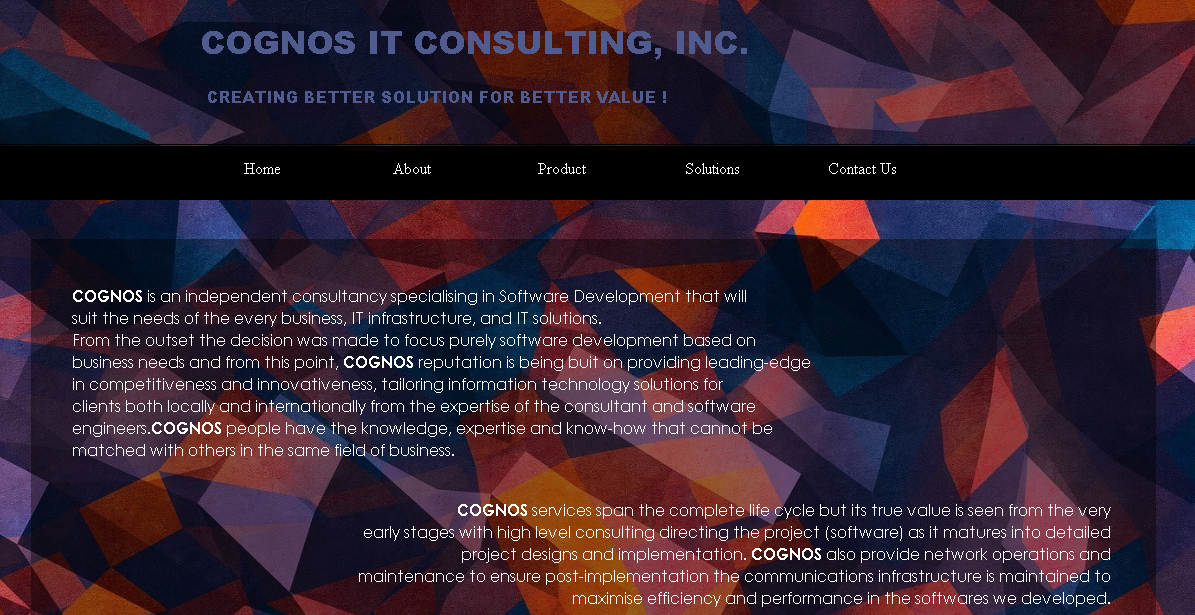 COGNOS IT CONSULTING, INC.
CREATING BETTER SOLUTION FOR BETTER VALUE !
Home About Product Solutions Contact Us
COGNOS is an independent consultancy specialising in Software Development that will
suit the needs of the every business, IT infrastructure, and IT solutions.
From the outset the decision was made to focus purely software development based on
business needs and from this point, COGNOS reputation is being buit on providing leading-edge
in competitiveness and innovativeness, tailoring information technology solutions for
clients both locally and internationally from the expertise of the consultant and software
engineers.COGNOS people have the knowledge, expertise and know-how that cannot be
matched with others in the same field of business.
COGNOS services span the complete life cycle but its true value is seen from the very
early stages with high level consulting directing the project (software) as it matures into detailed
project designs and implementation. COGNOS also provide network operations and
maintenance to ensure post-implementation the communications infrastructure is maintained to
maximise efficiency and performance in the softwares we developed.